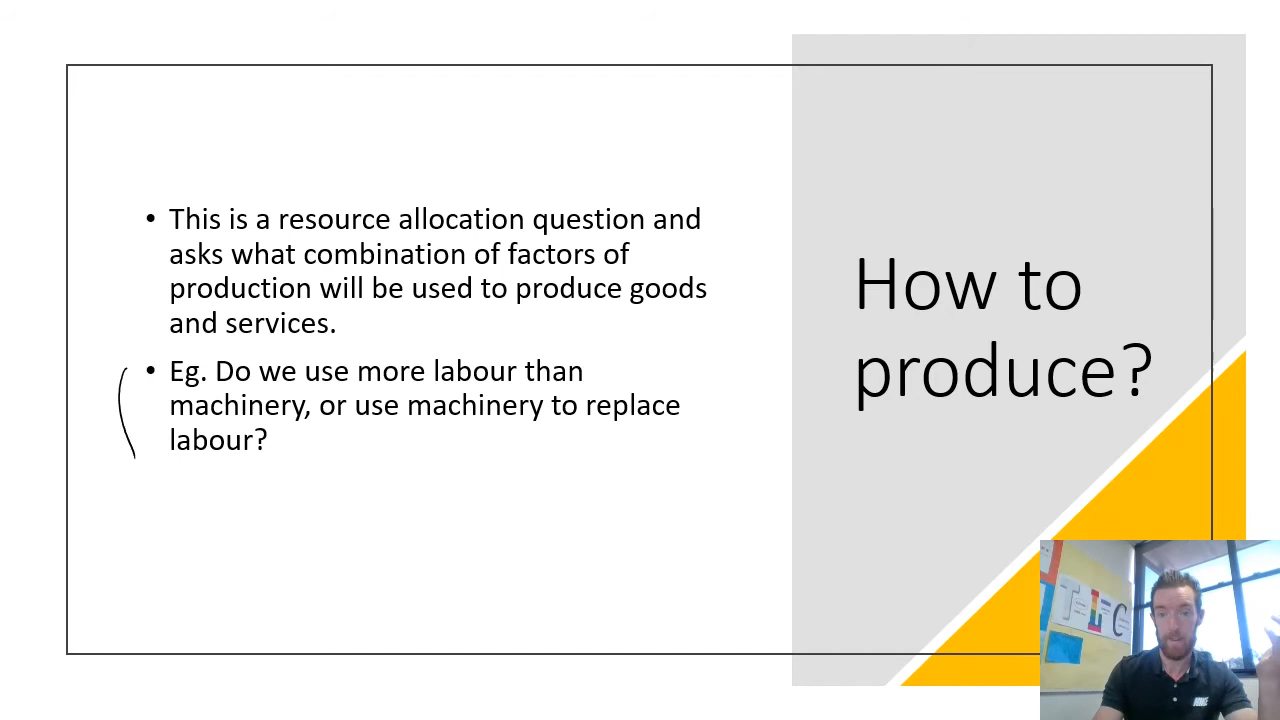 • This is a resource allocation question and
asks what combination of factors of
production will be used to produce goods
and services.
• Eg. Do we use more labour than
machinery, or use machinery to replace
labour?
How to
produce?
TLC